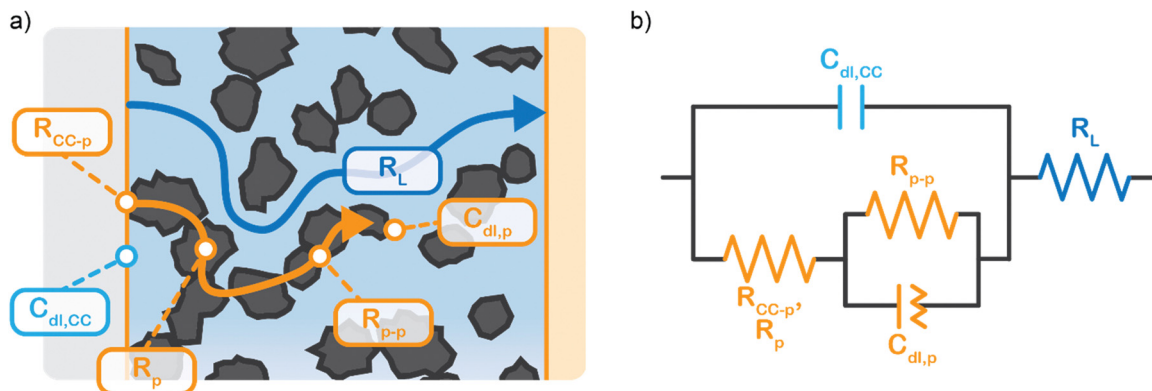 a)
R_CC-p
R_L
C_dl,p
C_dl,CC
R_p-p
R_p
b)
C_dl,CC
R_L
R_p-p
R_CC-p,
R_p
C_dl,p